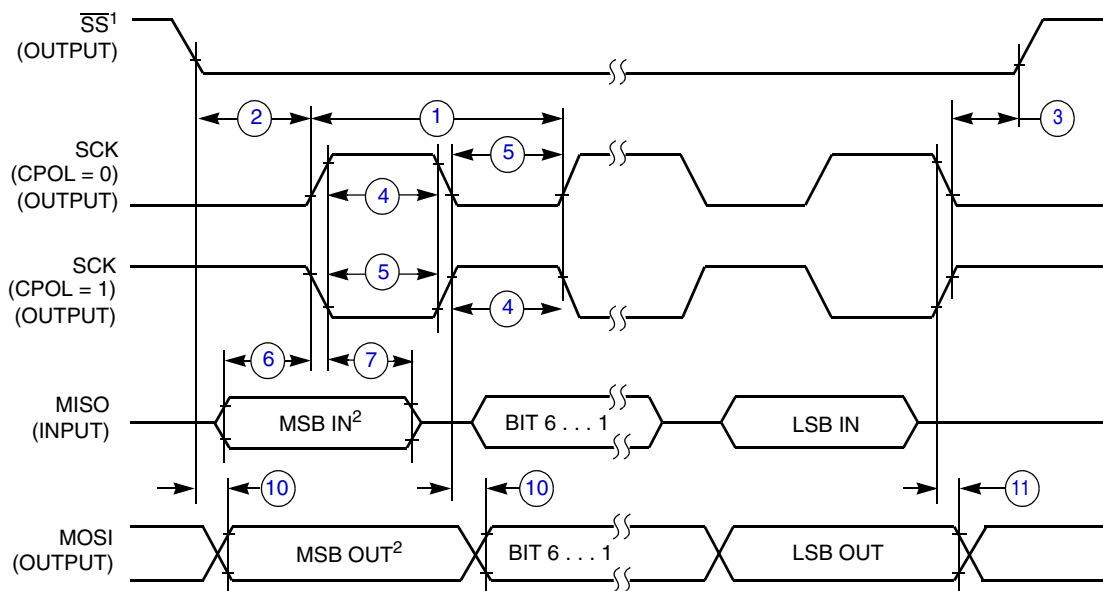 SS1
(OUTPUT)
2
1
3
SCK
(CPOL = 0)
(OUTPUT)
5
4
SCK
(CPOL = 1)
(OUTPUT)
5
4
6
7
MISO
(INPUT)
MSB IN2
BIT 6 . . . 1
LSB IN
10
10
11
MOSI
(OUTPUT)
MSB OUT2
BIT 6 . . . 1
LSB OUT